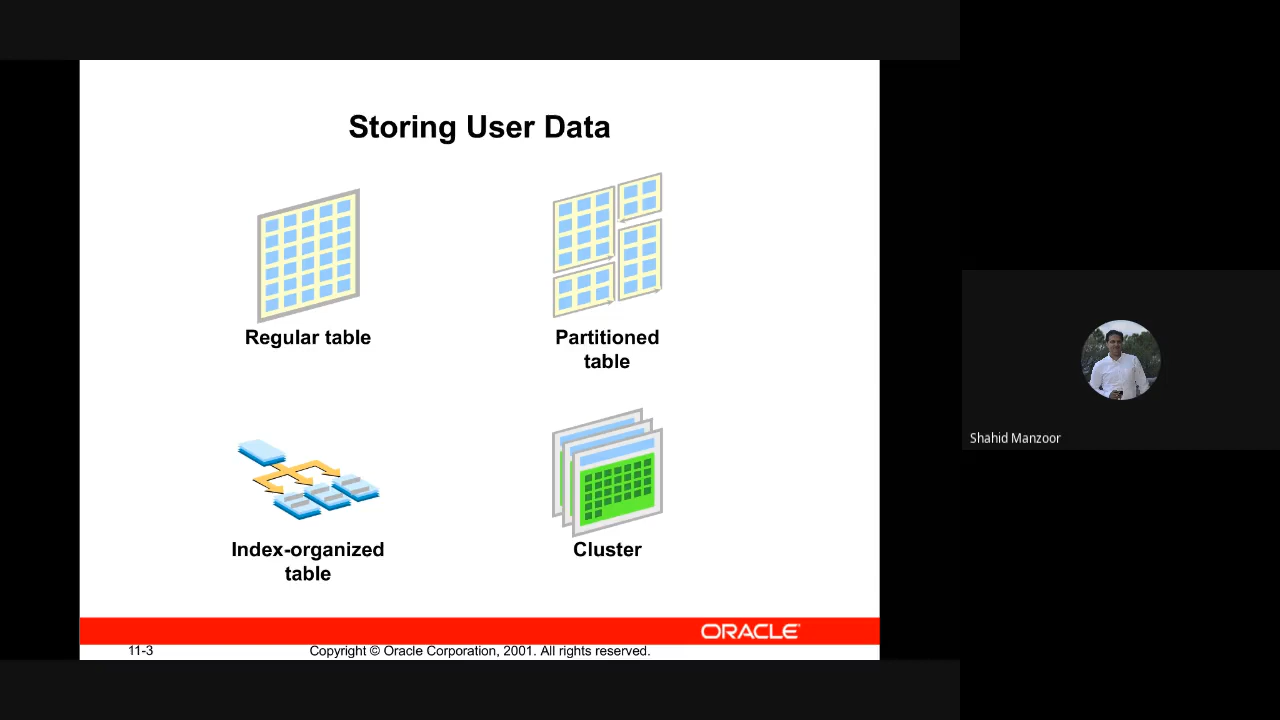 Storing User Data
Regular table
Partitioned
table
Index-organized
table
Cluster
ORACLE
11-3
Copyright © Oracle Corporation, 2001. All rights reserved.
Shahid Manzoor